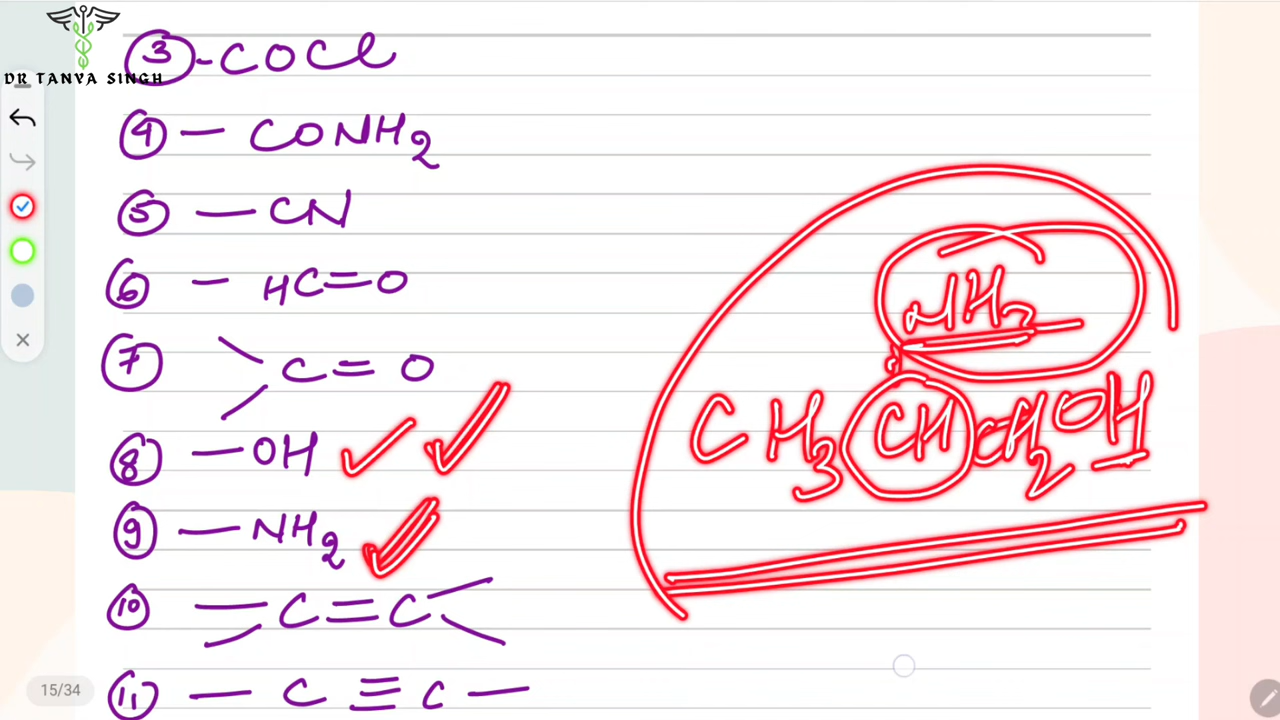 DR TANYA SINGH
③ - COCl
④ — CONH2
⑤ — CN
⑥ - HC=O
⑦ >C=O
⑧ — OH ✓ ✓
⑨ — NH2 ✓
⑩ — C=C
⑪ — C≡C —
NH2
CH3CHCH2OH
15/34